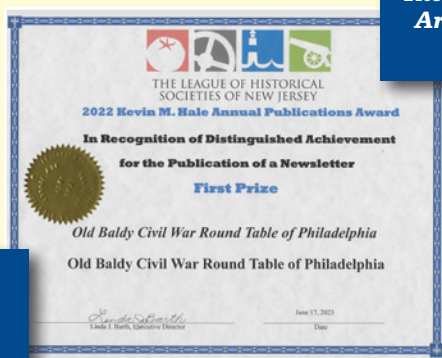 THE LEAGUE OF HISTORICAL
SOCIETIES OF NEW JERSEY
2022 Kevin M. Hale Annual Publications Award
In Recognition of Distinguished Achievement
for the Publication of a Newsletter
First Prize
Old Baldy Civil War Round Table of Philadelphia
Old Baldy Civil War Round Table of Philadelphia
Linda J. Barth
June 17, 2023
Linda J. Barth, Executive Director
Date